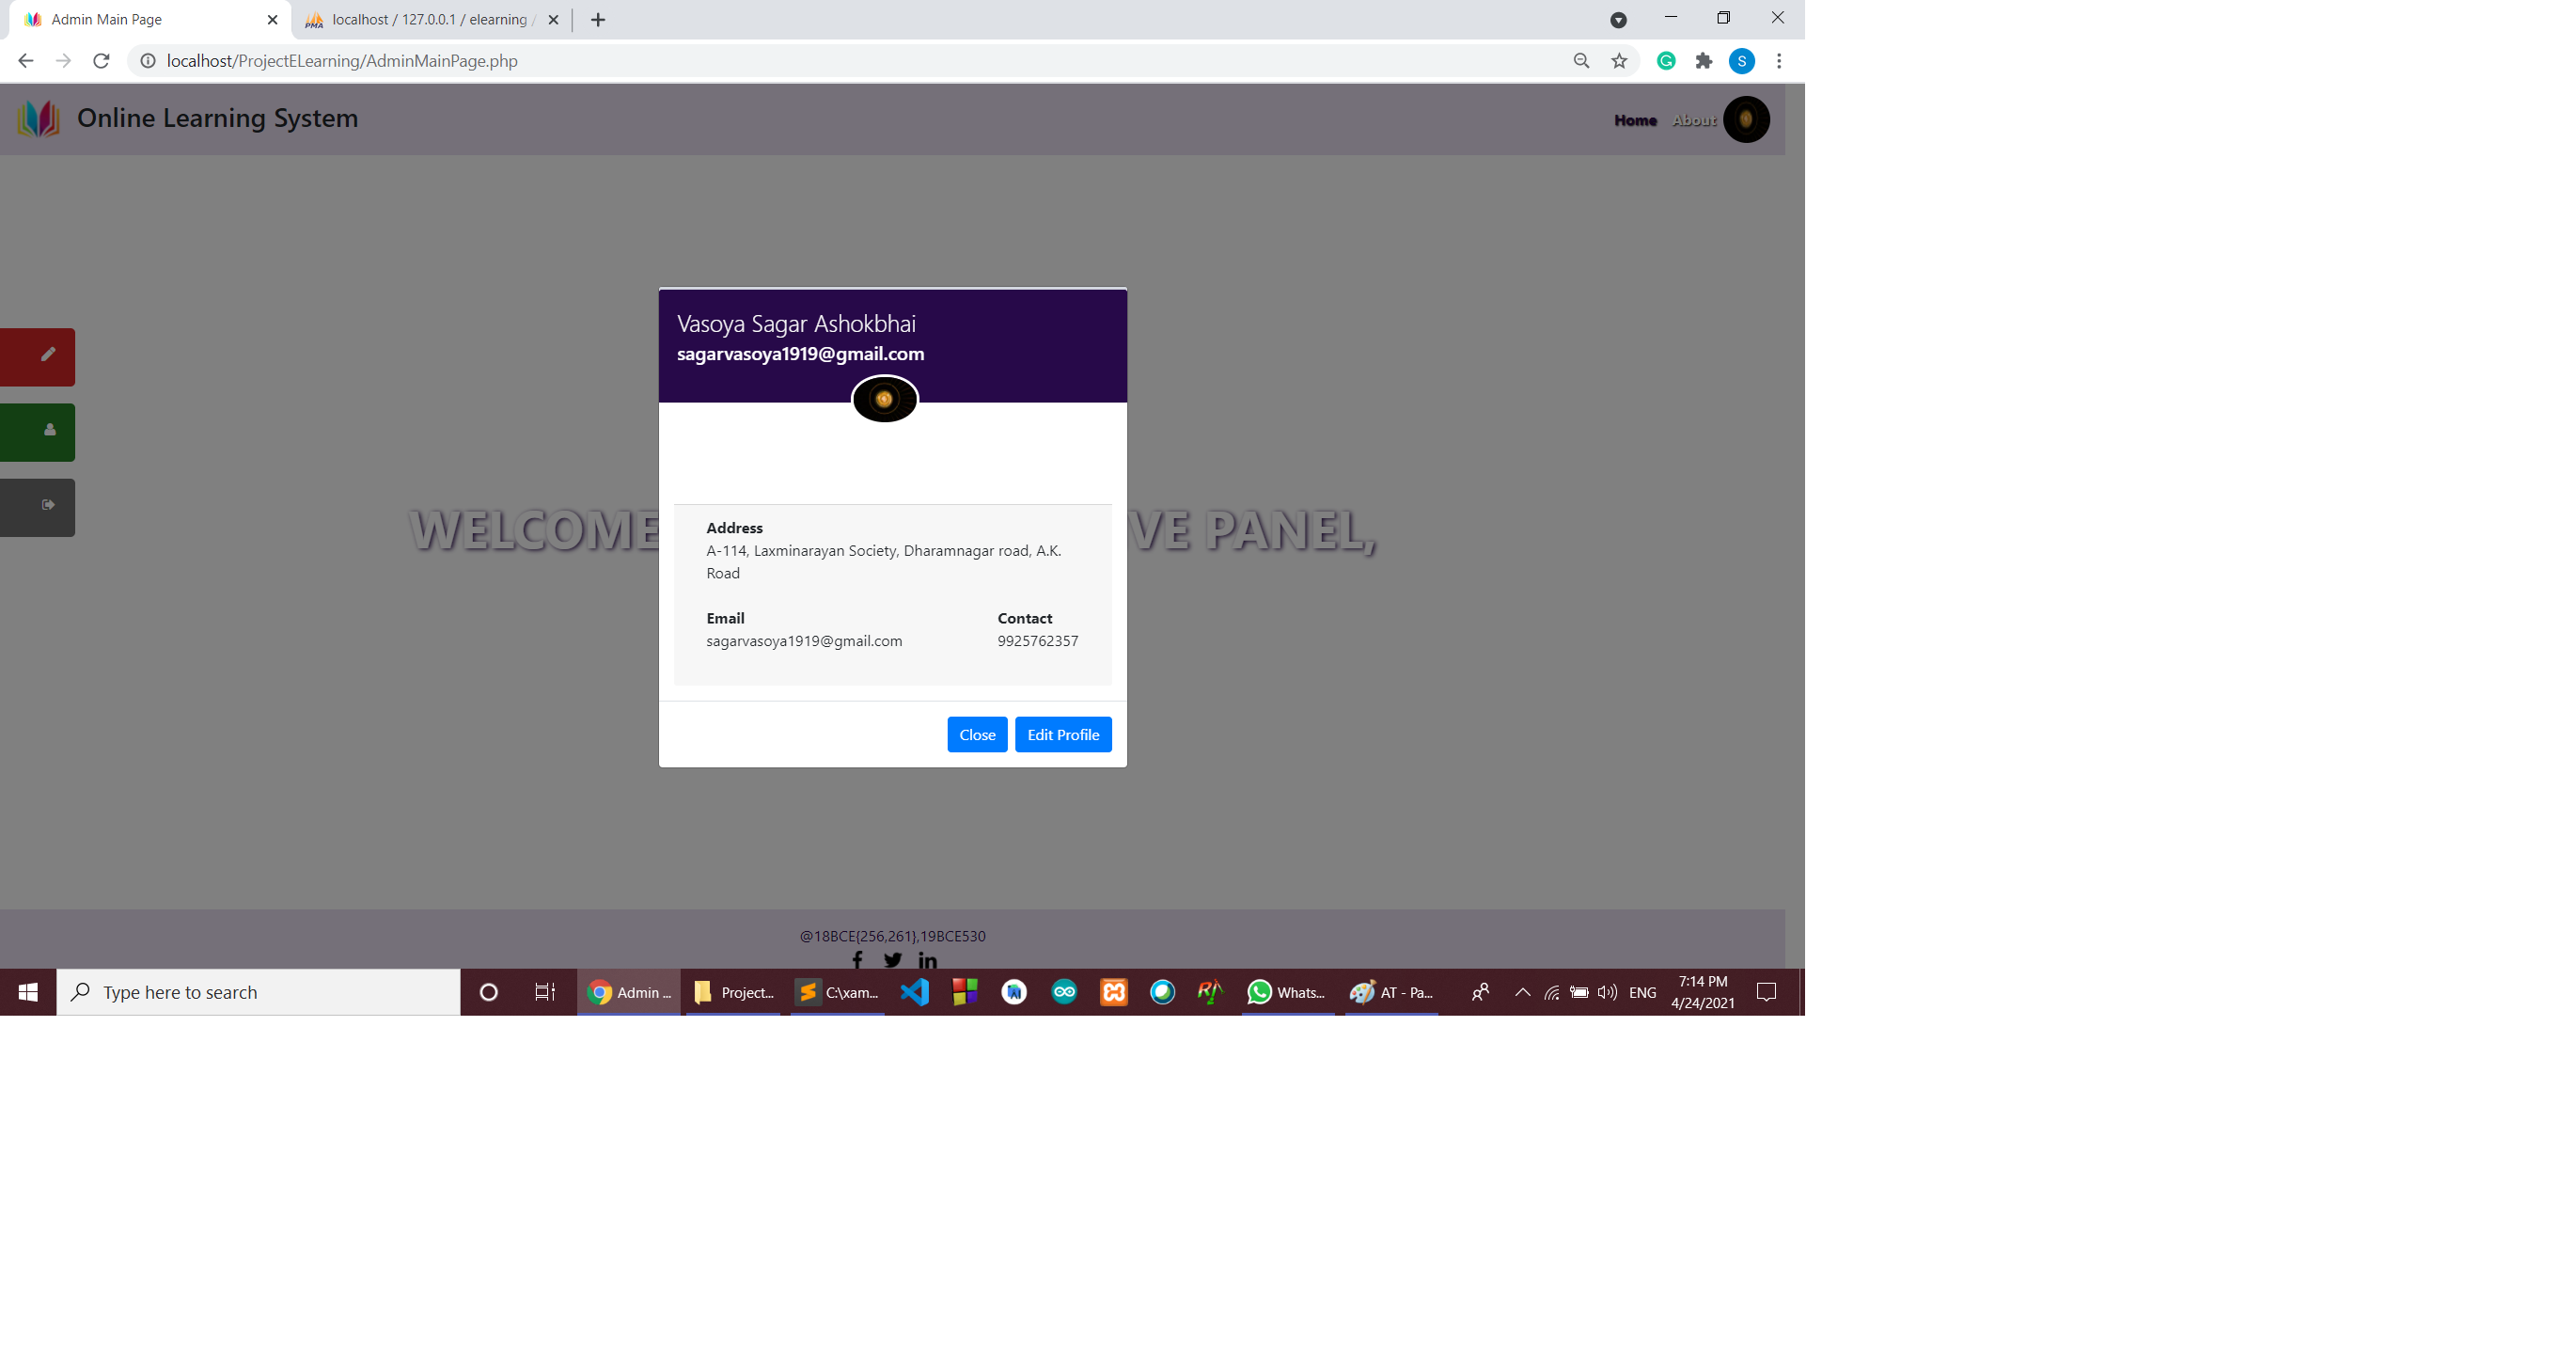 Admin Main Page
localhost / 127.0.0.1 / elearning /
localhost/ProjectELearning/AdminMainPage.php
S
Online Learning System
Home About
Vasoya Sagar Ashokbhai
sagarvasoya1919@gmail.com
WELCOME
VE PANEL,
Address
A-114, Laxminarayan Society, Dharamnagar road, A.K.
Road
Email Contact
sagarvasoya1919@gmail.com 9925762357
Close Edit Profile
@18BCE{256,261},19BCE530
Type here to search
Admin ...
Project...
C:\xam...
Whats...
AT - Pa...
ENG
7:14 PM
4/24/2021